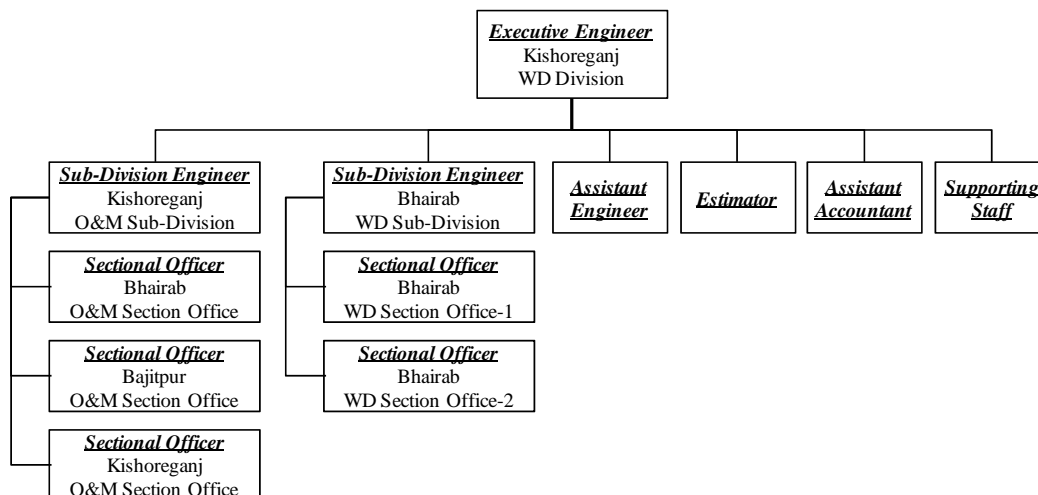 Executive Engineer
Kishoreganj
WD Division
Sub-Division Engineer
Kishoreganj
O&M Sub-Division
Sub-Division Engineer
Bhairab
WD Sub-Division
Assistant
Engineer
Estimator
Assistant
Accountant
Supporting
Staff
Sectional Officer
Bhairab
O&M Section Office
Sectional Officer
Bhairab
WD Section Office-1
Sectional Officer
Bajitpur
O&M Section Office
Sectional Officer
Bhairab
WD Section Office-2
Sectional Officer
Kishoreganj
O&M Section Office